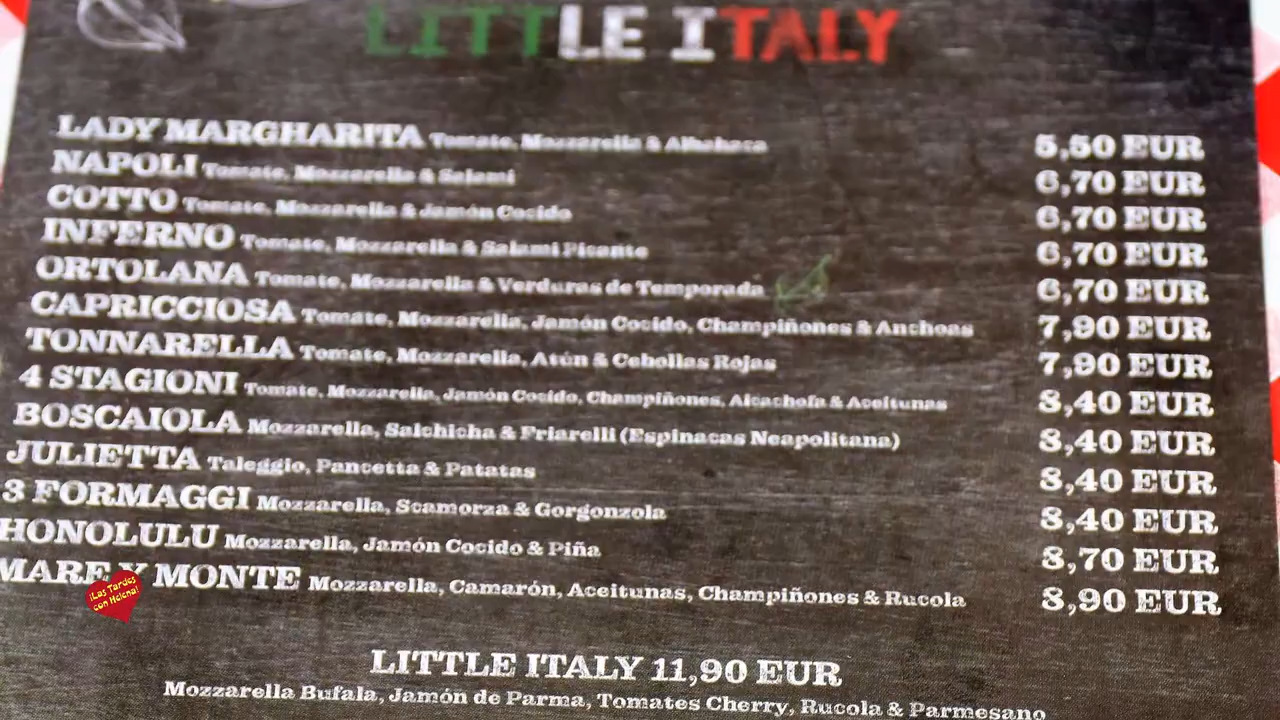 LITTLE ITALY
LADY MARGHARITA Tomate, Mozzarella & Albahaca 5,50 EUR
NAPOLI Tomate, Mozzarella & Salami 6,70 EUR
COTTO Tomate, Mozzarella & Jamón Cocido 6,70 EUR
INFERNO Tomate, Mozzarella & Salami Picante 6,70 EUR
ORTOLANA Tomate, Mozzarella & Verduras de Temporada 6,70 EUR
CAPRICCIOSA Tomate, Mozzarella, Jamón Cocido, Champiñones & Anchoas 7,90 EUR
TONNARELLA Tomate, Mozzarella, Atún & Cebollas Rojas 7,90 EUR
4 STAGIONI Tomate, Mozzarella, Jamón Cocido, Champiñones, Alcachofa & Aceitunas 8,40 EUR
BOSCAIOLA Mozzarella, Salchicha & Friarelli (Espinacas Neapolitana) 8,40 EUR
JULIETTA Taleggio, Pancetta & Patatas 8,40 EUR
3 FORMAGGI Mozzarella, Scamorza & Gorgonzola 8,40 EUR
HONOLULU Mozzarella, Jamón Cocido & Piña 8,70 EUR
MARE Y MONTE Mozzarella, Camarón, Aceitunas, Champiñones & Rucola 8,90 EUR
¡Las Tardes
con Helena!
LITTLE ITALY 11,90 EUR
Mozzarella Bufala, Jamón de Parma, Tomates Cherry, Rucola & Parmesano